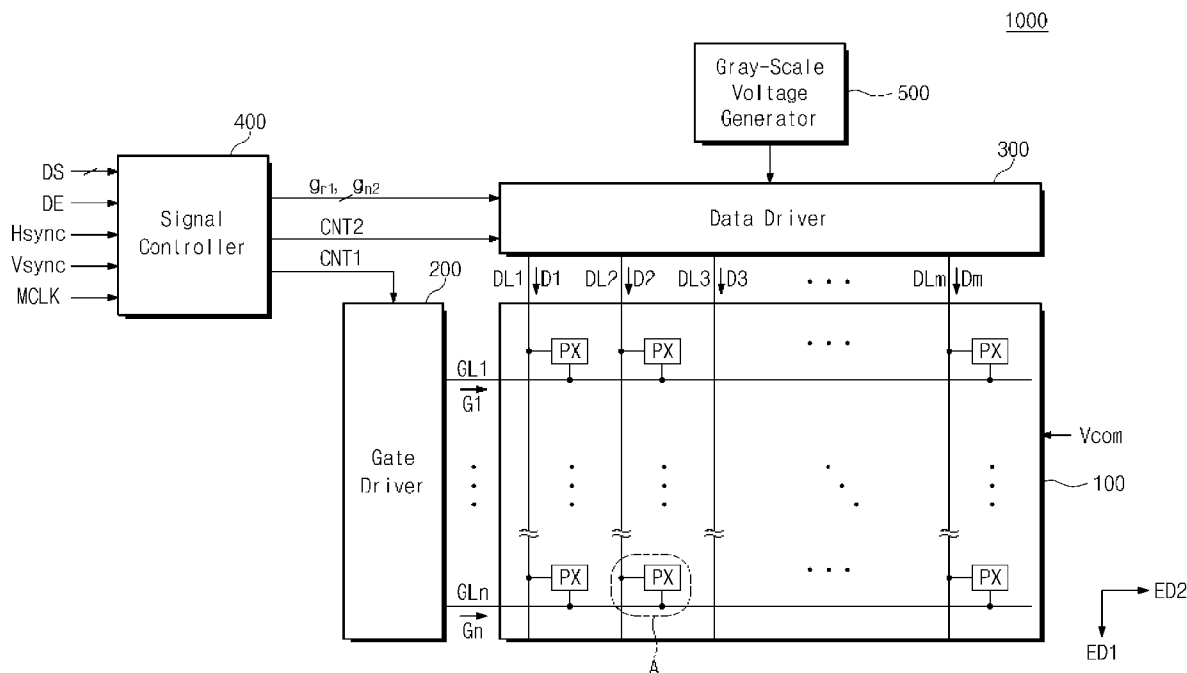 1000
Gray-Scale
Voltage
Generator
500
400
300
DS
DE
Hsync
Vsync
MCLK
Signal
Controller
gr1, gn2
CNT2
CNT1
Data Driver
200
DL1 D1 DL2 D2 DL3 D3 DLm Dm
PX PX PX
GL1
G1
Gate
Driver
Vcom
100
PX PX PX
GLn
Gn
A
ED2
ED1